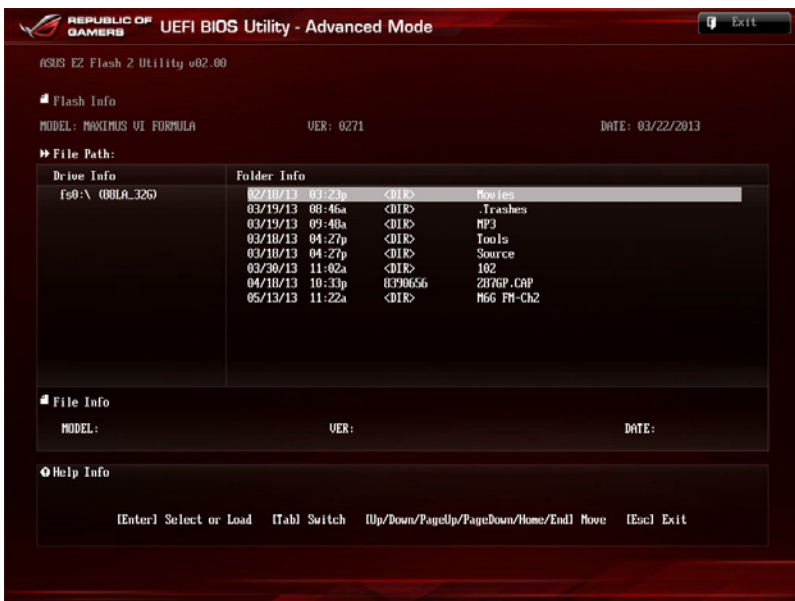 REPUBLIC OF GAMERS UEFI BIOS Utility - Advanced Mode Exit
ASUS EZ Flash 2 Utility v02.00
Flash Info
MODEL: MAXIMUS VI FORMULA VER: 0271 DATE: 03/22/2013
File Path:
Drive Info Folder Info
fs0:\ (BBLA_32G) 02/18/13 03:23p <DIR> Movies
03/19/13 08:46a <DIR> .Trashes
03/19/13 09:48a <DIR> MP3
03/18/13 04:27p <DIR> Tools
03/18/13 04:27p <DIR> Source
03/30/13 11:02a <DIR> 102
04/18/13 10:33p 8390656 Z87GP.CAP
05/13/13 11:22a <DIR> M6G FM-Ch2
File Info
MODEL: VER: DATE:
Help Info
[Enter] Select or Load [Tab] Switch [Up/Down/PageUp/PageDown/Home/End] Move [Esc] Exit